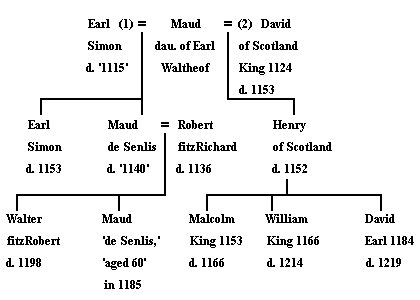 Earl (1) = Maud = (2) David
Simon dau. of Earl of Scotland
d. '1115' Waltheof King 1124
d. 1153
Earl Maud = Robert Henry
Simon de Senlis fitzRichard of Scotland
d. 1153 d. '1140' d. 1136 d. 1152
Walter Maud Malcolm William David
fitzRobert 'de Senlis,' King 1153 King 1166 Earl 1184
d. 1198 'aged 60' d. 1166 d. 1214 d. 1219
in 1185